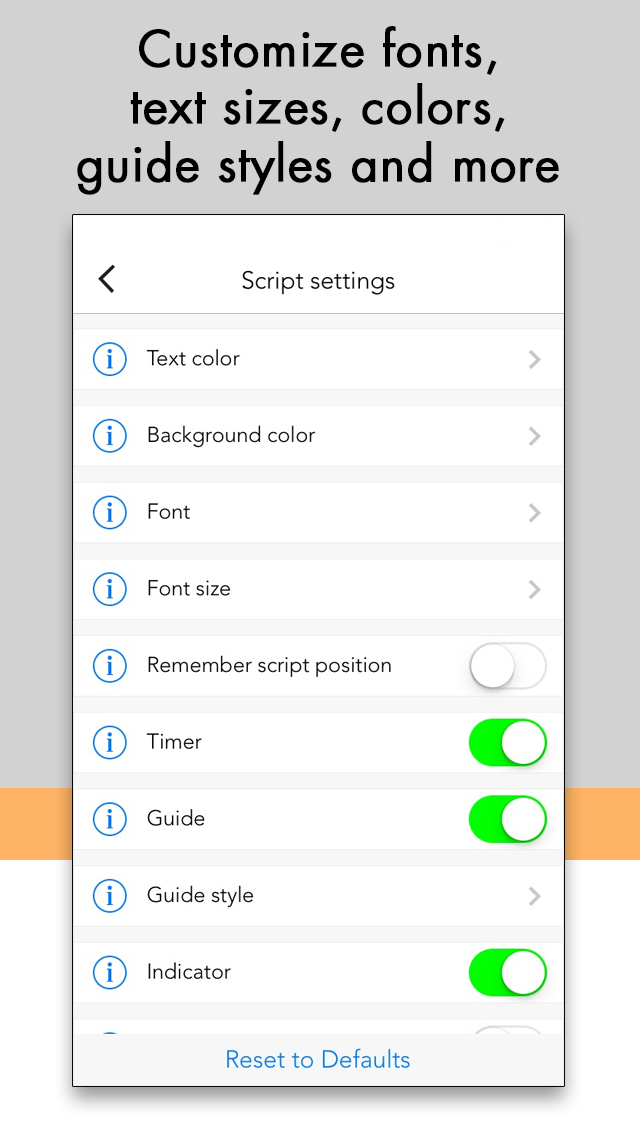 Customize fonts,
text sizes, colors,
guide styles and more
Script settings
Text color
Background color
Font
Font size
Remember script position
Timer
Guide
Guide style
Indicator
Reset to Defaults